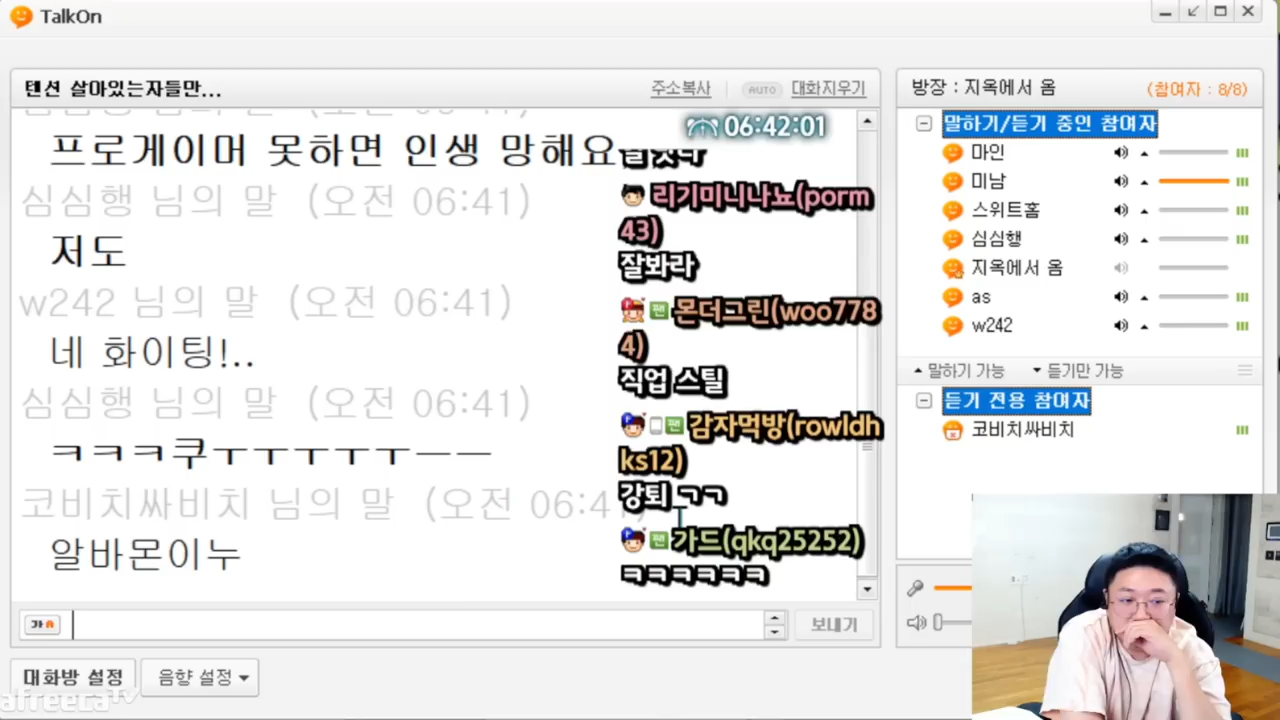 TalkOn
텐션 살아있는자들만...
주소복사
AUTO
대화지우기
06:42:01
프로게이머 못하면 인생 망해요
심심행 님의 말 (오전 06:41)
저도
w242 님의 말 (오전 06:41)
네 화이팅!..
심심행 님의 말 (오전 06:41)
ㅋㅋㅋ쿠ㅜㅜㅜㅜㅜㅡㅡ
코비치싸비치 님의 말 (오전 06:4
알바몬이누
리기미니나뇨(porm
43)
잘봐라
몬더그린(woo778
4)
직업 스틸
감자먹방(rowldh
ks12)
강퇴 ㄱㄱ
가드(qkq25252)
ㅋㅋㅋㅋㅋㅋ
가
보내기
대화방 설정
음향 설정
afreecaTV
방장 : 지옥에서 옴
(참여자 : 8/8)
말하기/듣기 중인 참여자
마인
미남
스위트홈
심심행
지옥에서 옴
as
w242
말하기 가능
듣기만 가능
듣기 전용 참여자
코비치싸비치